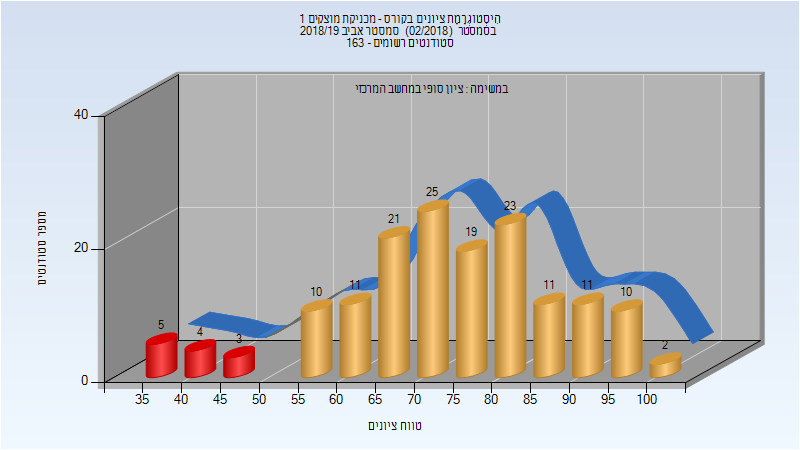 היסטוגרמת ציונים בקורס - מכניקת מוצקים 1
בסמסטר (02/2018) סמסטר אביב 2018/19
סטודנטים רשומים - 163
במשימה : ציון סופי במחשב המרכזי
מספר סטודנטים
40
20
0
5
4
3
10
11
21
25
19
23
11
11
10
2
35 40 45 50 55 60 65 70 75 80 85 90 95 100
טווח ציונים